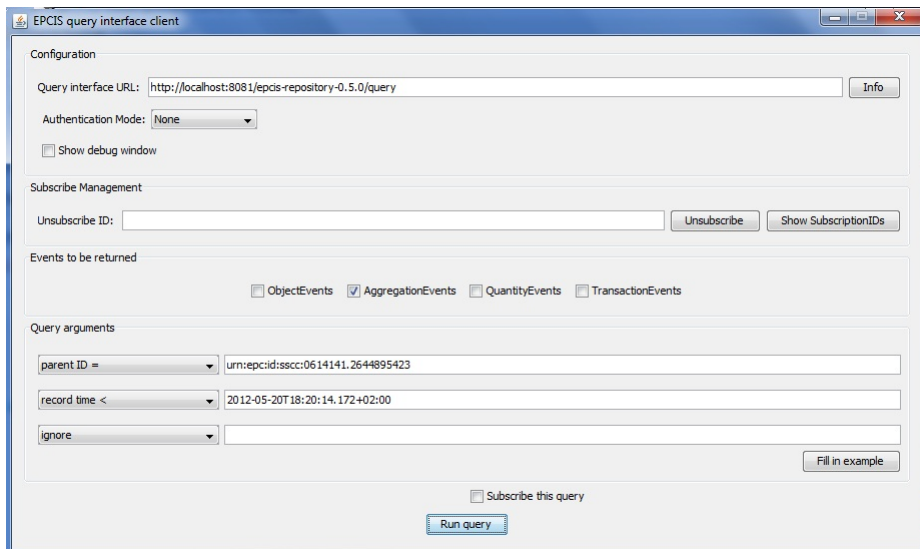 EPCIS query interface client
Configuration
Query interface URL: http://localhost:8081/epcis-repository-0.5.0/query Info
Authentication Mode: None
Show debug window
Subscribe Management
Unsubscribe ID: Unsubscribe Show SubscriptionIDs
Events to be returned
ObjectEvents AggregationEvents QuantityEvents TransactionEvents
Query arguments
parent ID = urn:epc:id:sscc:0614141.2644895423
record time < 2012-05-20T18:20:14.172+02:00
ignore
Fill in example
Subscribe this query
Run query